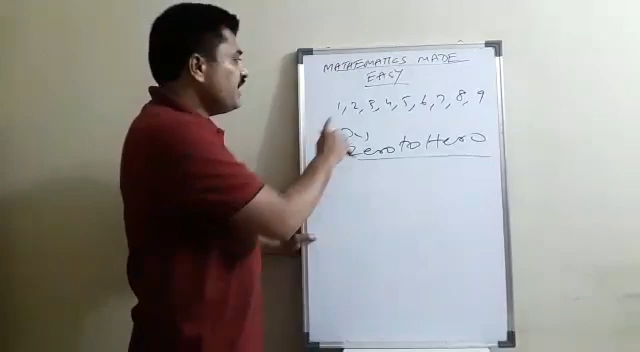 MATHEMATICS MADE
EASY
1, 2, 3, 4, 5, 6, 7, 8, 9
Zero to Hero